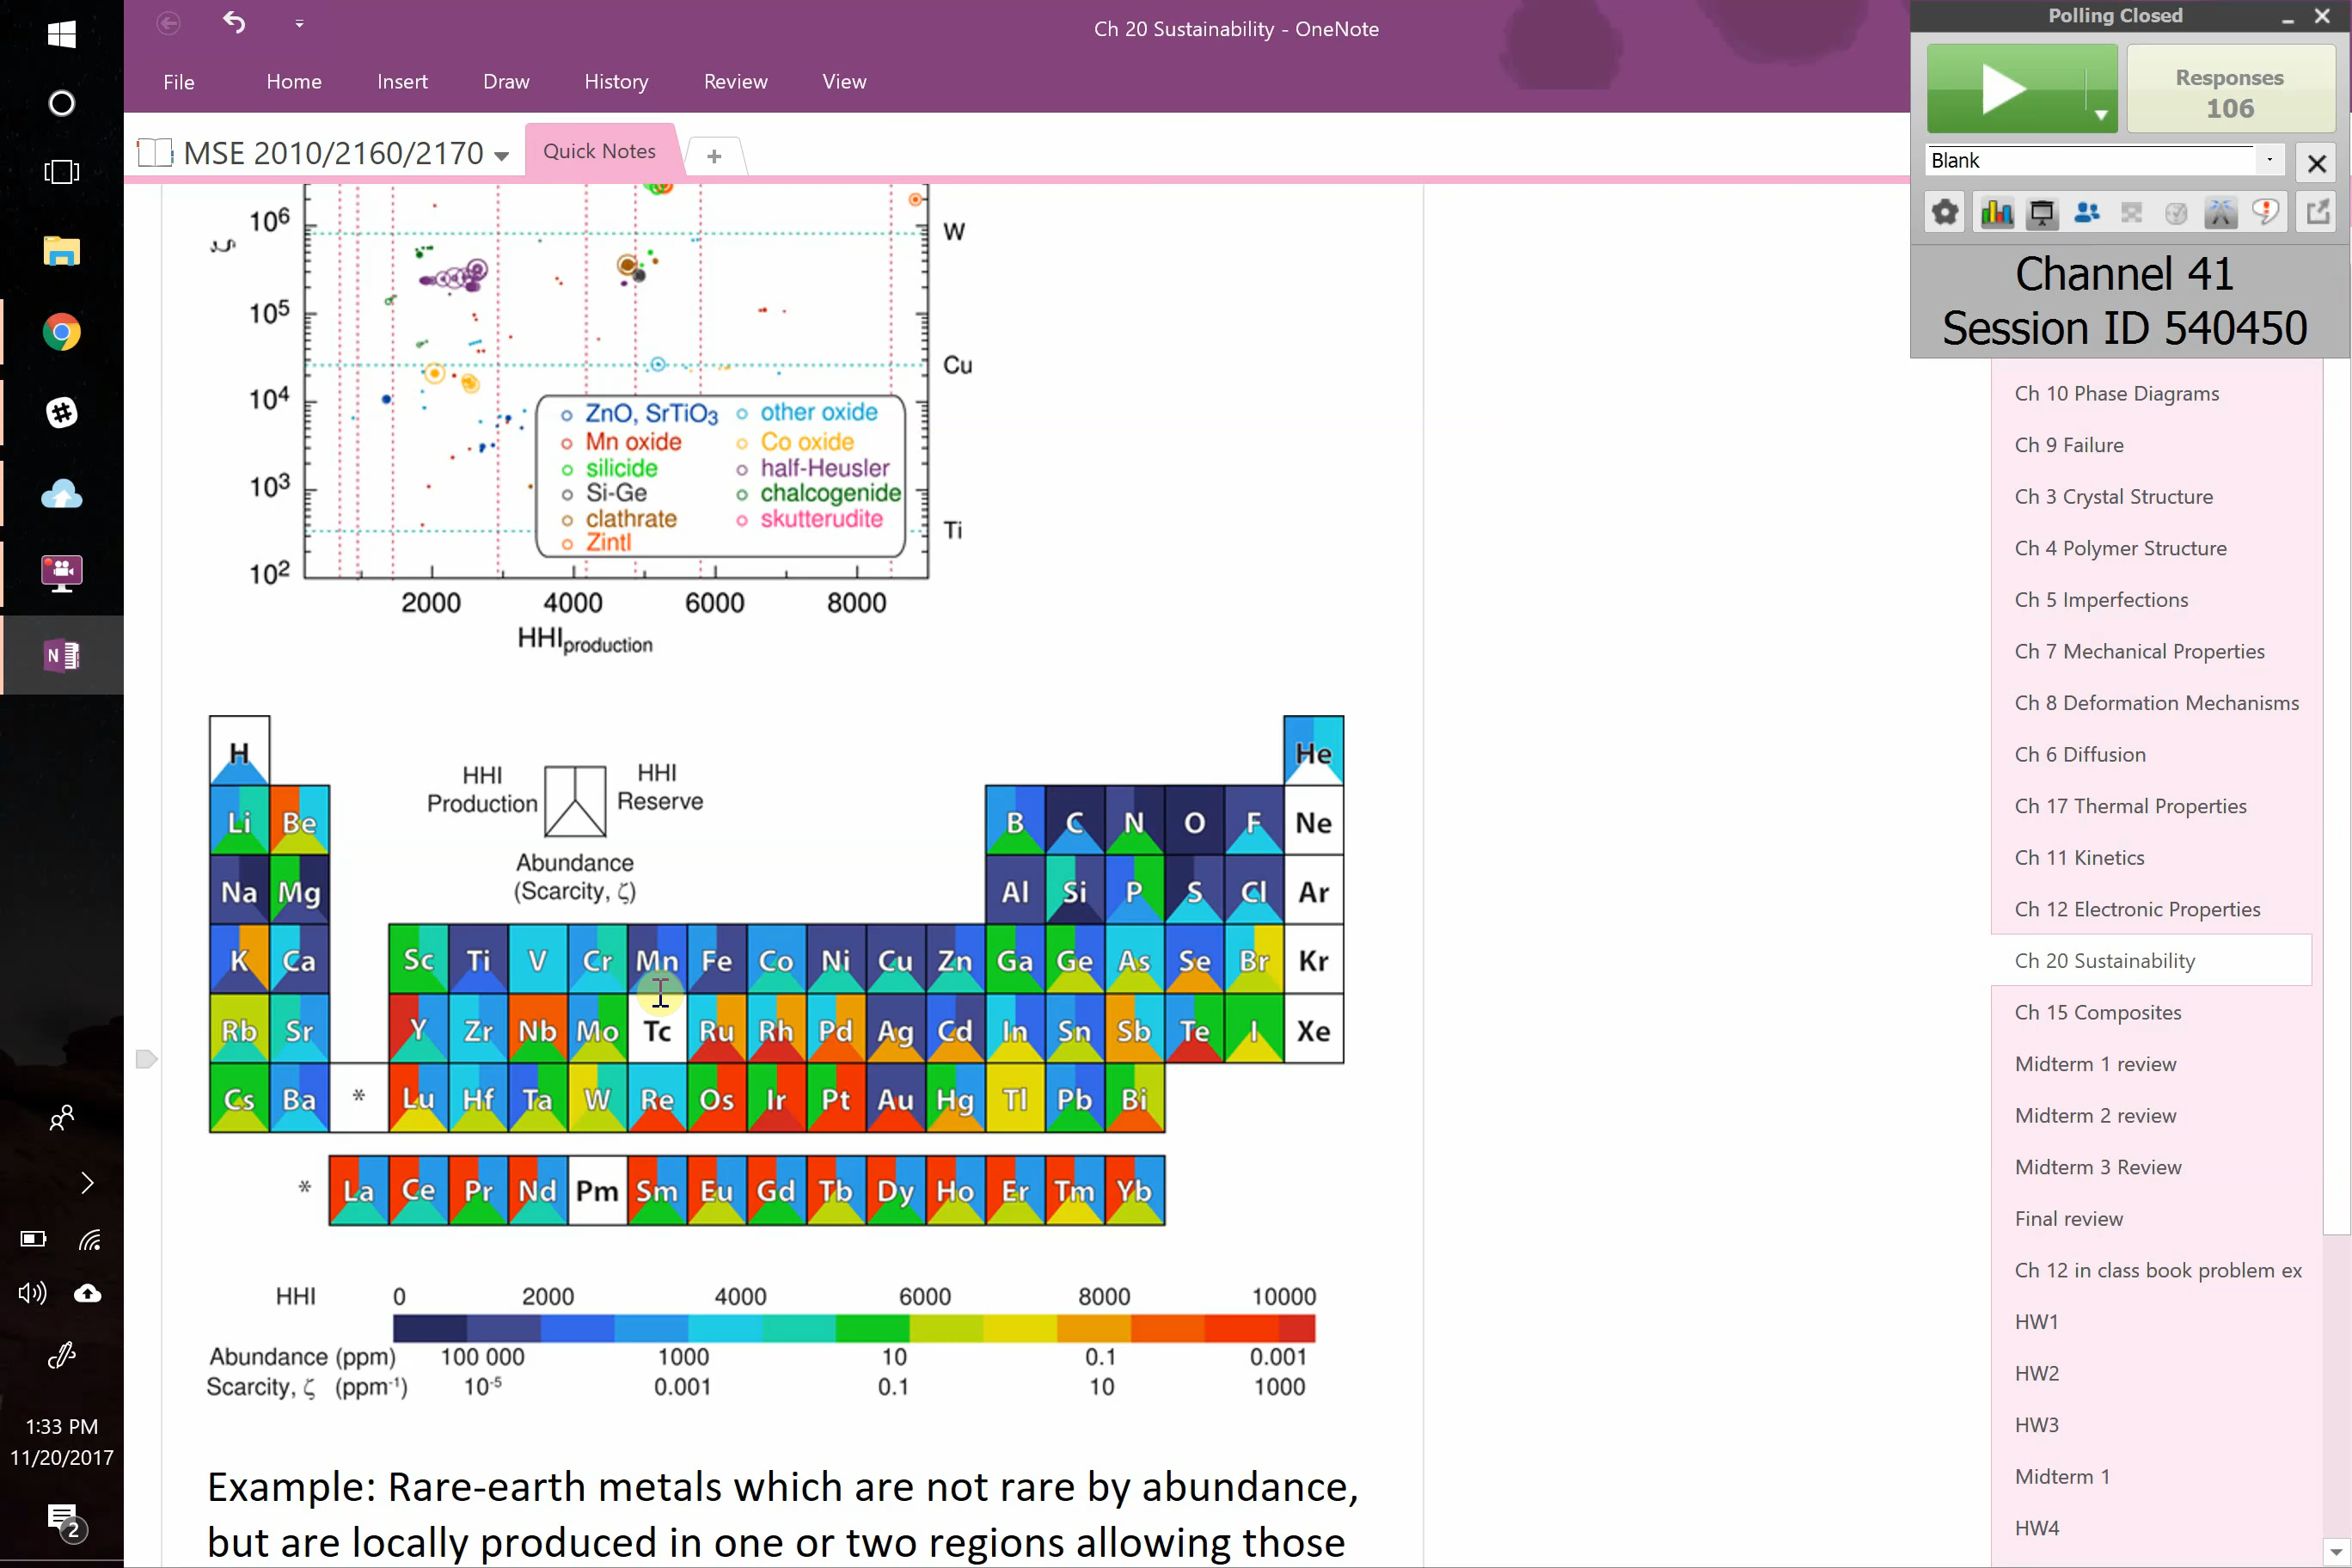 Ch 20 Sustainability - OneNote
File Home Insert Draw History Review View
MSE 2010/2160/2170
Quick Notes
+
10⁶
ζ
10⁵
10⁴
10³
10²
W
Cu
Ti
ZnO, SrTiO₃
other oxide
Mn oxide
Co oxide
silicide
half-Heusler
Si-Ge
chalcogenide
clathrate
skutterudite
Zintl
2000 4000 6000 8000
HHIproduction
H He
HHI Production
HHI Reserve
Abundance
(Scarcity, ζ)
Li Be B C N O F Ne
Na Mg Al Si P S Cl Ar
K Ca Sc Ti V Cr Mn Fe Co Ni Cu Zn Ga Ge As Se Br Kr
Rb Sr Y Zr Nb Mo Tc Ru Rh Pd Ag Cd In Sn Sb Te I Xe
Cs Ba * Lu Hf Ta W Re Os Ir Pt Au Hg Tl Pb Bi
* La Ce Pr Nd Pm Sm Eu Gd Tb Dy Ho Er Tm Yb
HHI 0 2000 4000 6000 8000 10000
Abundance (ppm) 100 000 1000 10 0.1 0.001
Scarcity, ζ (ppm⁻¹) 10⁻⁵ 0.001 0.1 10 1000
Example: Rare-earth metals which are not rare by abundance,
but are locally produced in one or two regions allowing those
Polling Closed
Responses
106
Blank
Channel 41
Session ID 540450
Ch 10 Phase Diagrams
Ch 9 Failure
Ch 3 Crystal Structure
Ch 4 Polymer Structure
Ch 5 Imperfections
Ch 7 Mechanical Properties
Ch 8 Deformation Mechanisms
Ch 6 Diffusion
Ch 17 Thermal Properties
Ch 11 Kinetics
Ch 12 Electronic Properties
Ch 20 Sustainability
Ch 15 Composites
Midterm 1 review
Midterm 2 review
Midterm 3 Review
Final review
Ch 12 in class book problem ex
HW1
HW2
HW3
Midterm 1
HW4
N
1:33 PM
11/20/2017
2